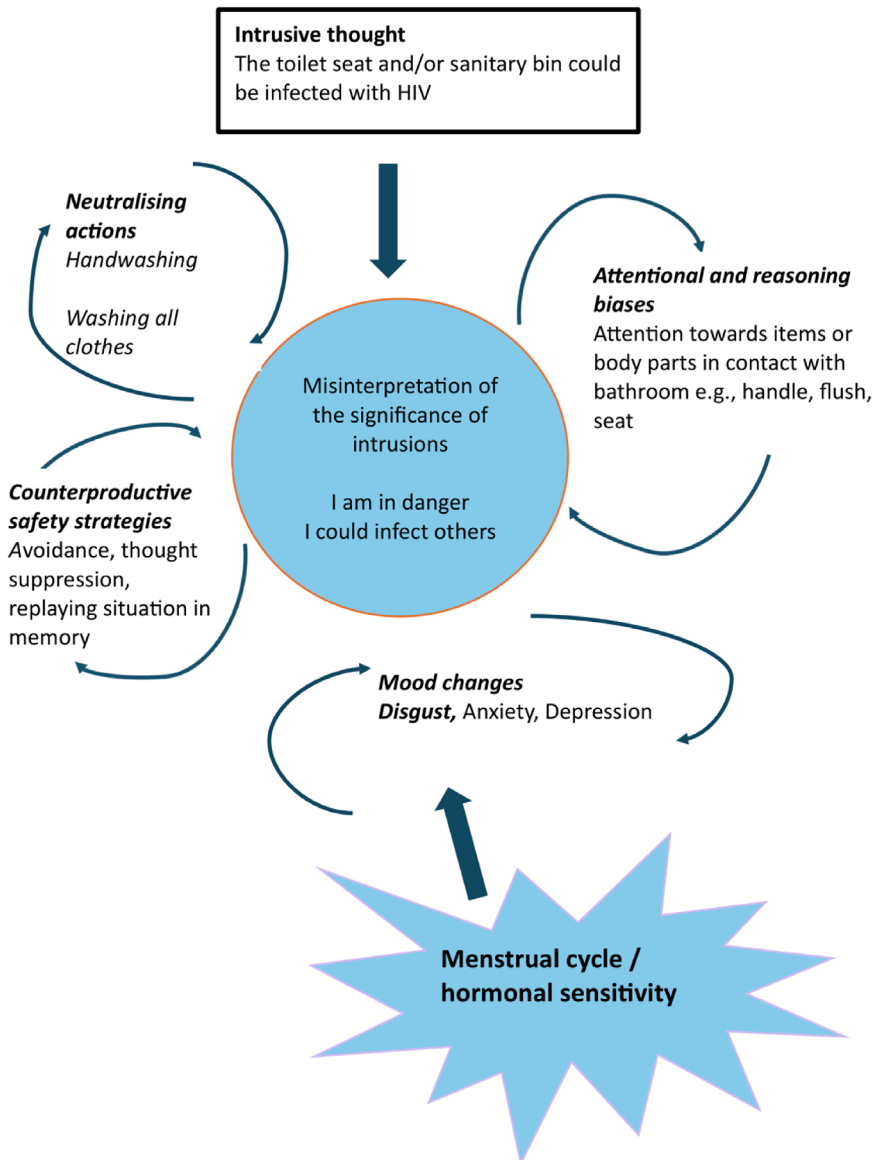 Intrusive thought
The toilet seat and/or sanitary bin could
be infected with HIV
Neutralising
actions
Handwashing
Washing all
clothes
Attentional and reasoning
biases
Attention towards items or
body parts in contact with
bathroom e.g., handle, flush,
seat
Misinterpretation of
the significance of
intrusions
I am in danger
I could infect others
Counterproductive
safety strategies
Avoidance, thought
suppression,
replaying situation in
memory
Mood changes
Disgust, Anxiety, Depression
Menstrual cycle /
hormonal sensitivity